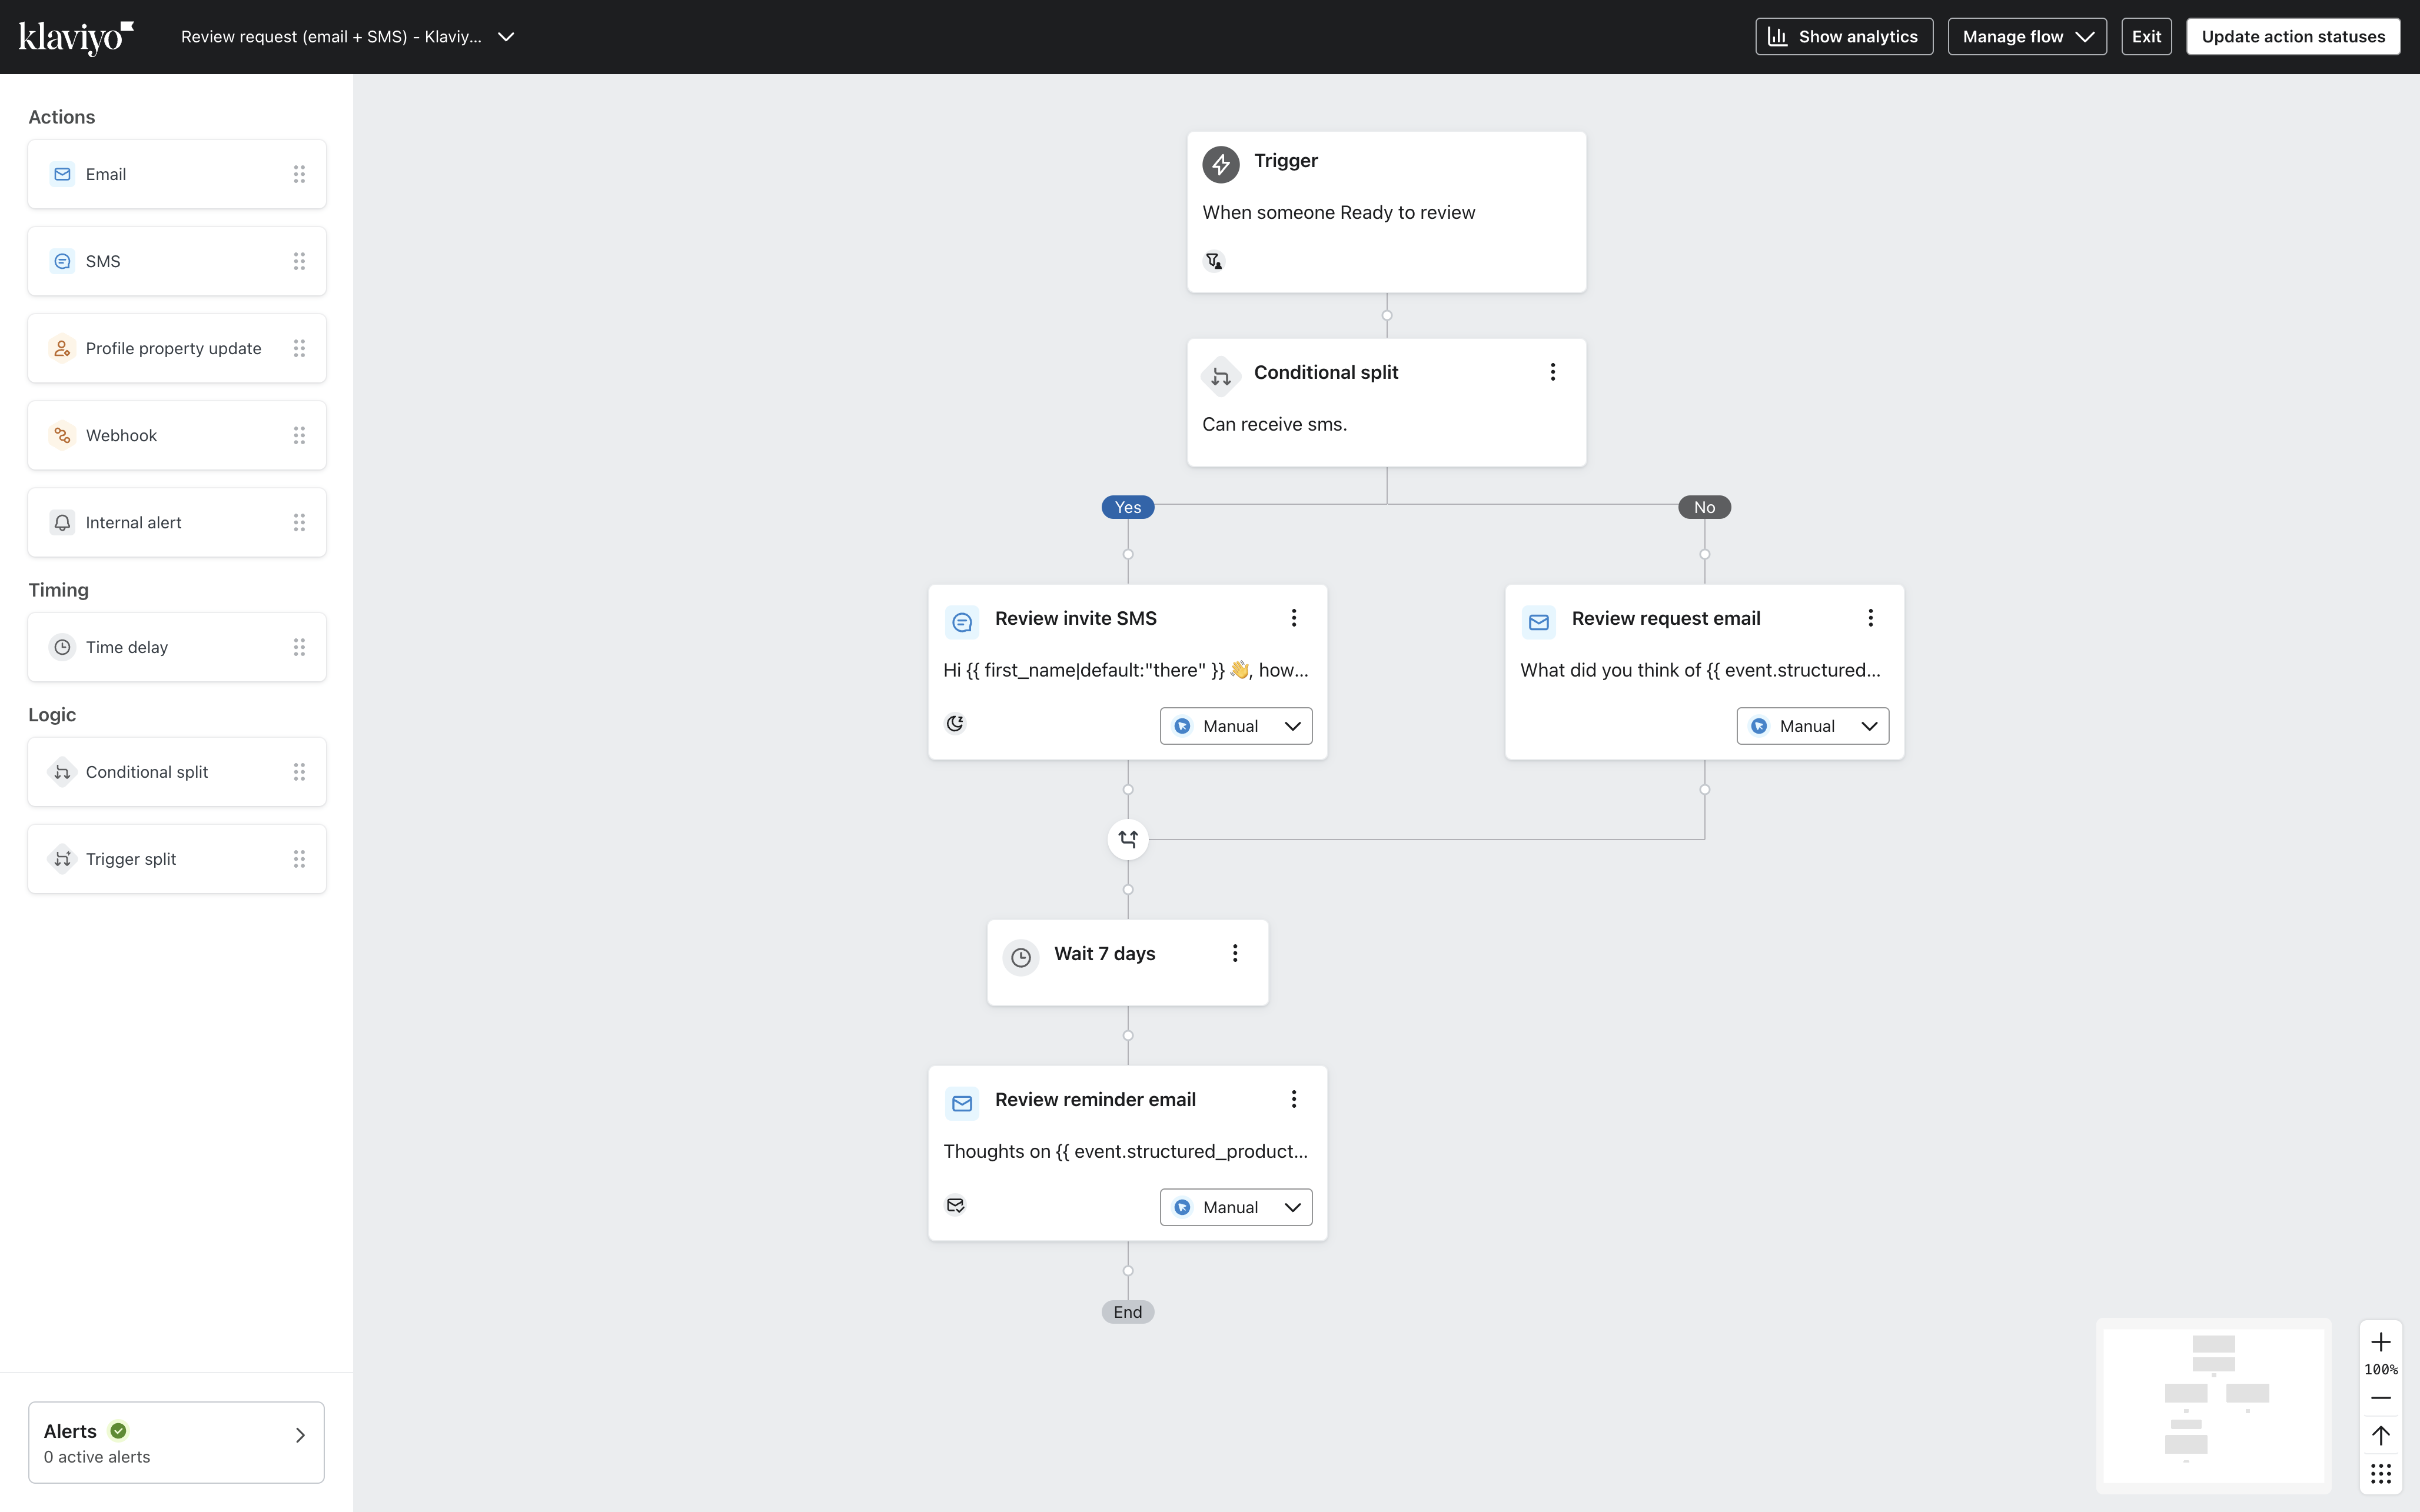 klaviyo
Review request (email + SMS) - Klaviy...
Show analytics
Manage flow
Exit
Update action statuses
Actions
Email
SMS
Profile property update
Webhook
Internal alert
Timing
Time delay
Logic
Conditional split
Trigger split
Alerts
0 active alerts
Trigger
When someone Ready to review
Conditional split
Can receive sms.
Yes
No
Review invite SMS
Hi {{ first_name|default:"there" }} 👋, how...
Manual
Review request email
What did you think of {{ event.structured...
Manual
Wait 7 days
Review reminder email
Thoughts on {{ event.structured_product...
Manual
End
100%